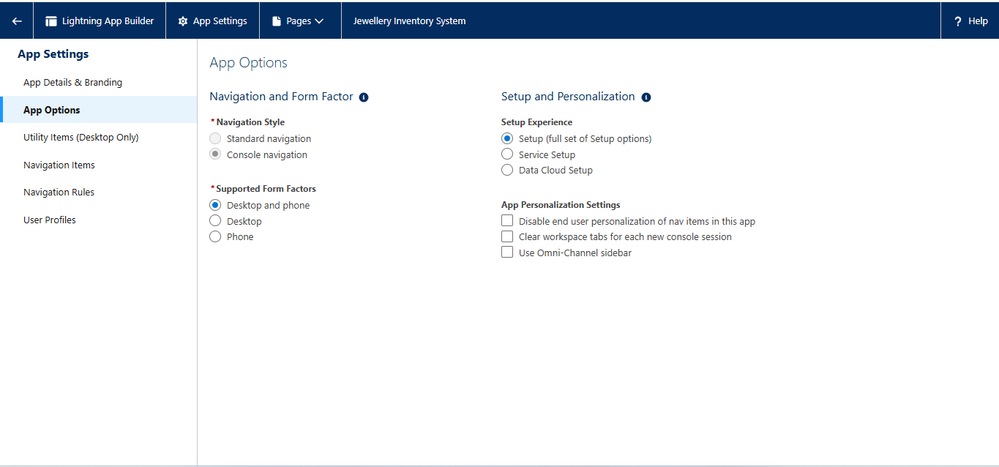 Lightning App Builder
App Settings
Pages
Jewellery Inventory System
? Help
App Settings
App Details & Branding
App Options
Utility Items (Desktop Only)
Navigation Items
Navigation Rules
User Profiles
App Options
Navigation and Form Factor
*Navigation Style
Standard navigation
Console navigation
*Supported Form Factors
Desktop and phone
Desktop
Phone
Setup and Personalization
Setup Experience
Setup (full set of Setup options)
Service Setup
Data Cloud Setup
App Personalization Settings
Disable end user personalization of nav items in this app
Clear workspace tabs for each new console session
Use Omni-Channel sidebar